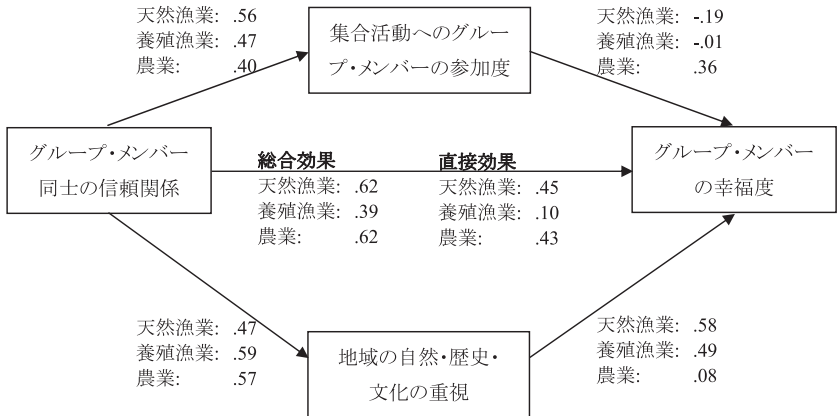 天然漁業: .56
養殖漁業: .47
農業: .40
集合活動へのグルー
プ・メンバーの参加度
天然漁業: -.19
養殖漁業: -.01
農業: .36
グループ・メンバー
同士の信頼関係
総合効果
天然漁業: .62
養殖漁業: .39
農業: .62
直接効果
天然漁業: .45
養殖漁業: .10
農業: .43
グループ・メンバー
の幸福度
天然漁業: .47
養殖漁業: .59
農業: .57
地域の自然・歴史・
文化の重視
天然漁業: .58
養殖漁業: .49
農業: .08